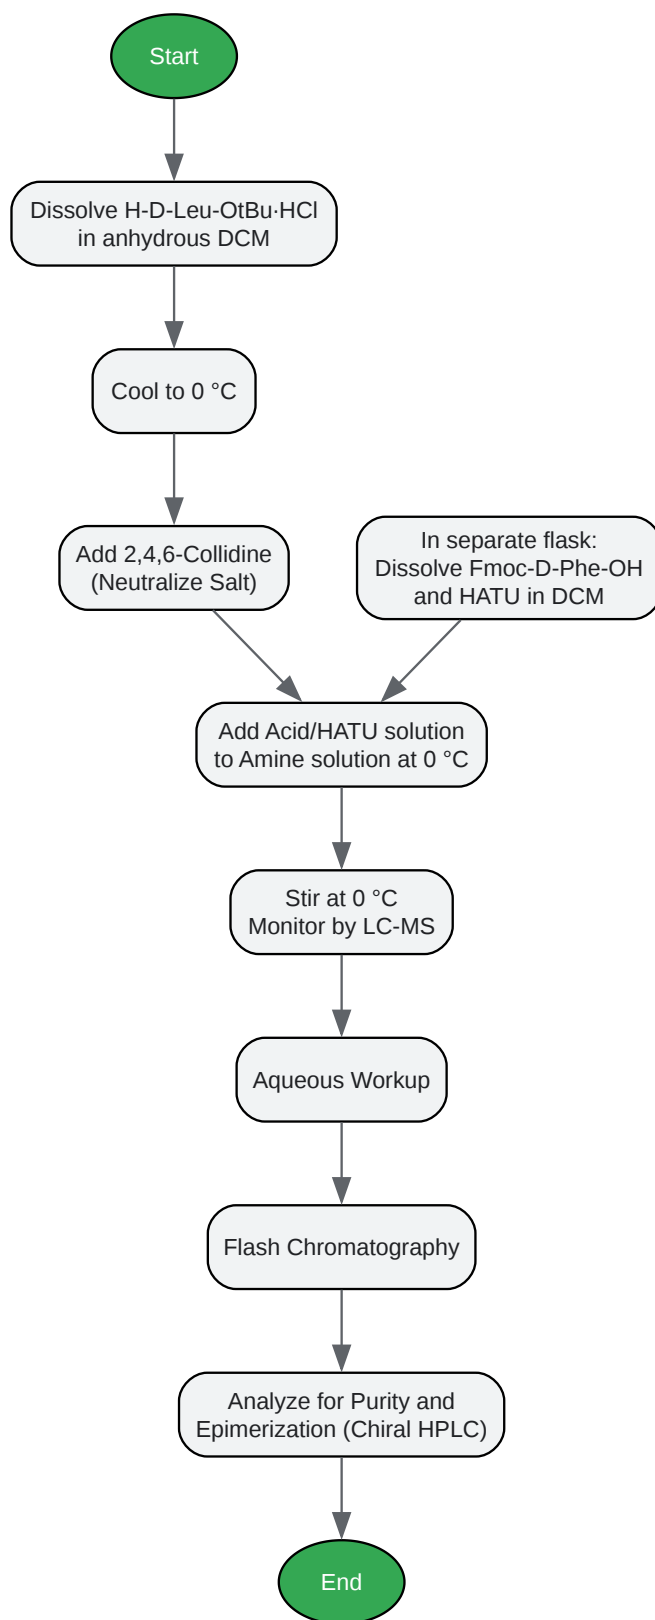 Start
Dissolve H-D-Leu-OtBu·HCl
in anhydrous DCM
Cool to 0 °C
Add 2,4,6-Collidine
(Neutralize Salt)
In separate flask:
Dissolve Fmoc-D-Phe-OH
and HATU in DCM
Add Acid/HATU solution
to Amine solution at 0 °C
Stir at 0 °C
Monitor by LC-MS
Aqueous Workup
Flash Chromatography
Analyze for Purity and
Epimerization (Chiral HPLC)
End